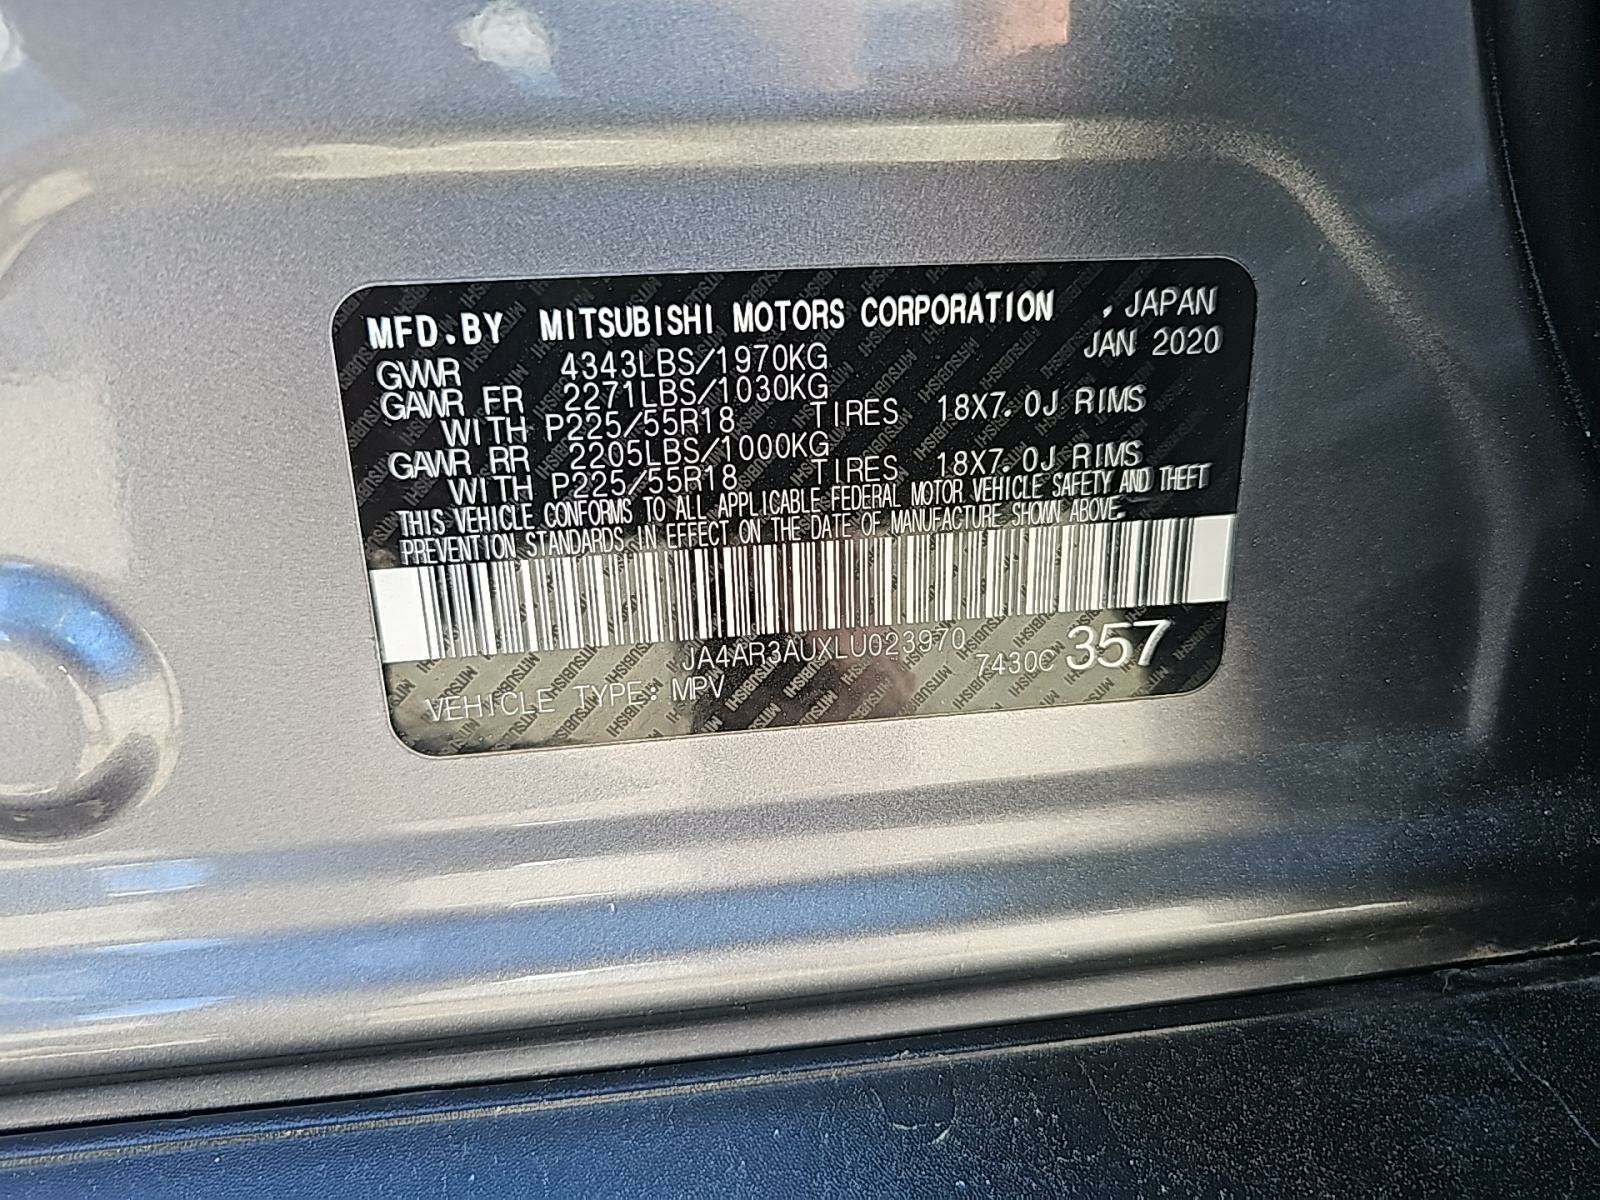 MFD.BY MITSUBISHI MOTORS CORPORATION , JAPAN
JAN 2020
GVWR 4343LBS/1970KG
GAWR FR 2271LBS/1030KG
WITH P225/55R18 TIRES 18X7.0J RIMS
GAWR RR 2205LBS/1000KG
WITH P225/55R18 TIRES 18X7.0J RIMS
THIS VEHICLE CONFORMS TO ALL APPLICABLE FEDERAL MOTOR VEHICLE SAFETY AND THEFT
PREVENTION STANDARDS IN EFFECT ON THE DATE OF MANUFACTURE SHOWN ABOVE.
JA4AR3AUXLU023970
VEHICLE TYPE: MPV 7430C 357